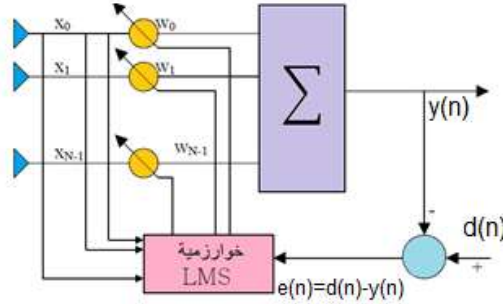 x0 w0
x1 w1
∑
y(n)
xN-1 wN-1
-
d(n)
خوارزمية
LMS
+
e(n)=d(n)-y(n)